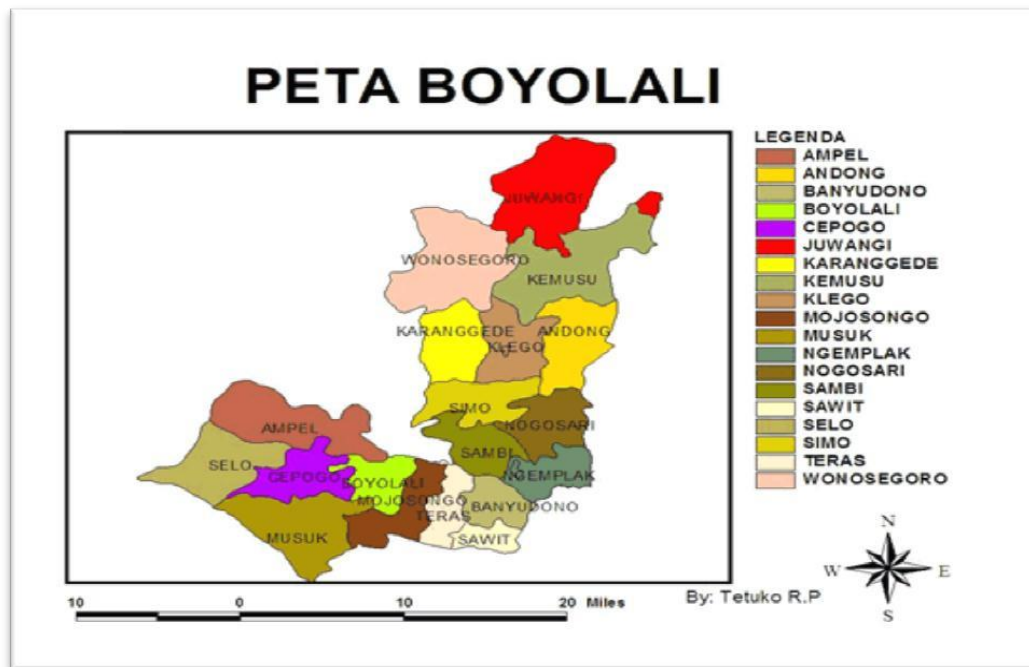 PETA BOYOLALI
LEGENDA
AMPEL
ANDONG
BANYUDONO
BOYOLALI
CEPOGO
JUWANGI
KARANGGEDE
KEMUSU
KLEGO
MOJOSONGO
MUSUK
NGEMPLAK
NOGOSARI
SAMBI
SAWIT
SELO
SIMO
TERAS
WONOSEGORO
JUWANGI
WONOSEGORO
KEMUSU
KARANGGEDE
KLEGO
ANDONG
SIMO
NOGOSARI
AMPEL
SAMBI
SELO
CEPOGO
BOYOLALI
NGEMPLAK
MOJOSONGO
TERAS
BANYUDONO
MUSUK
SAWIT
N
W
E
S
10 0 10 20 Miles
By: Tetuko R.P